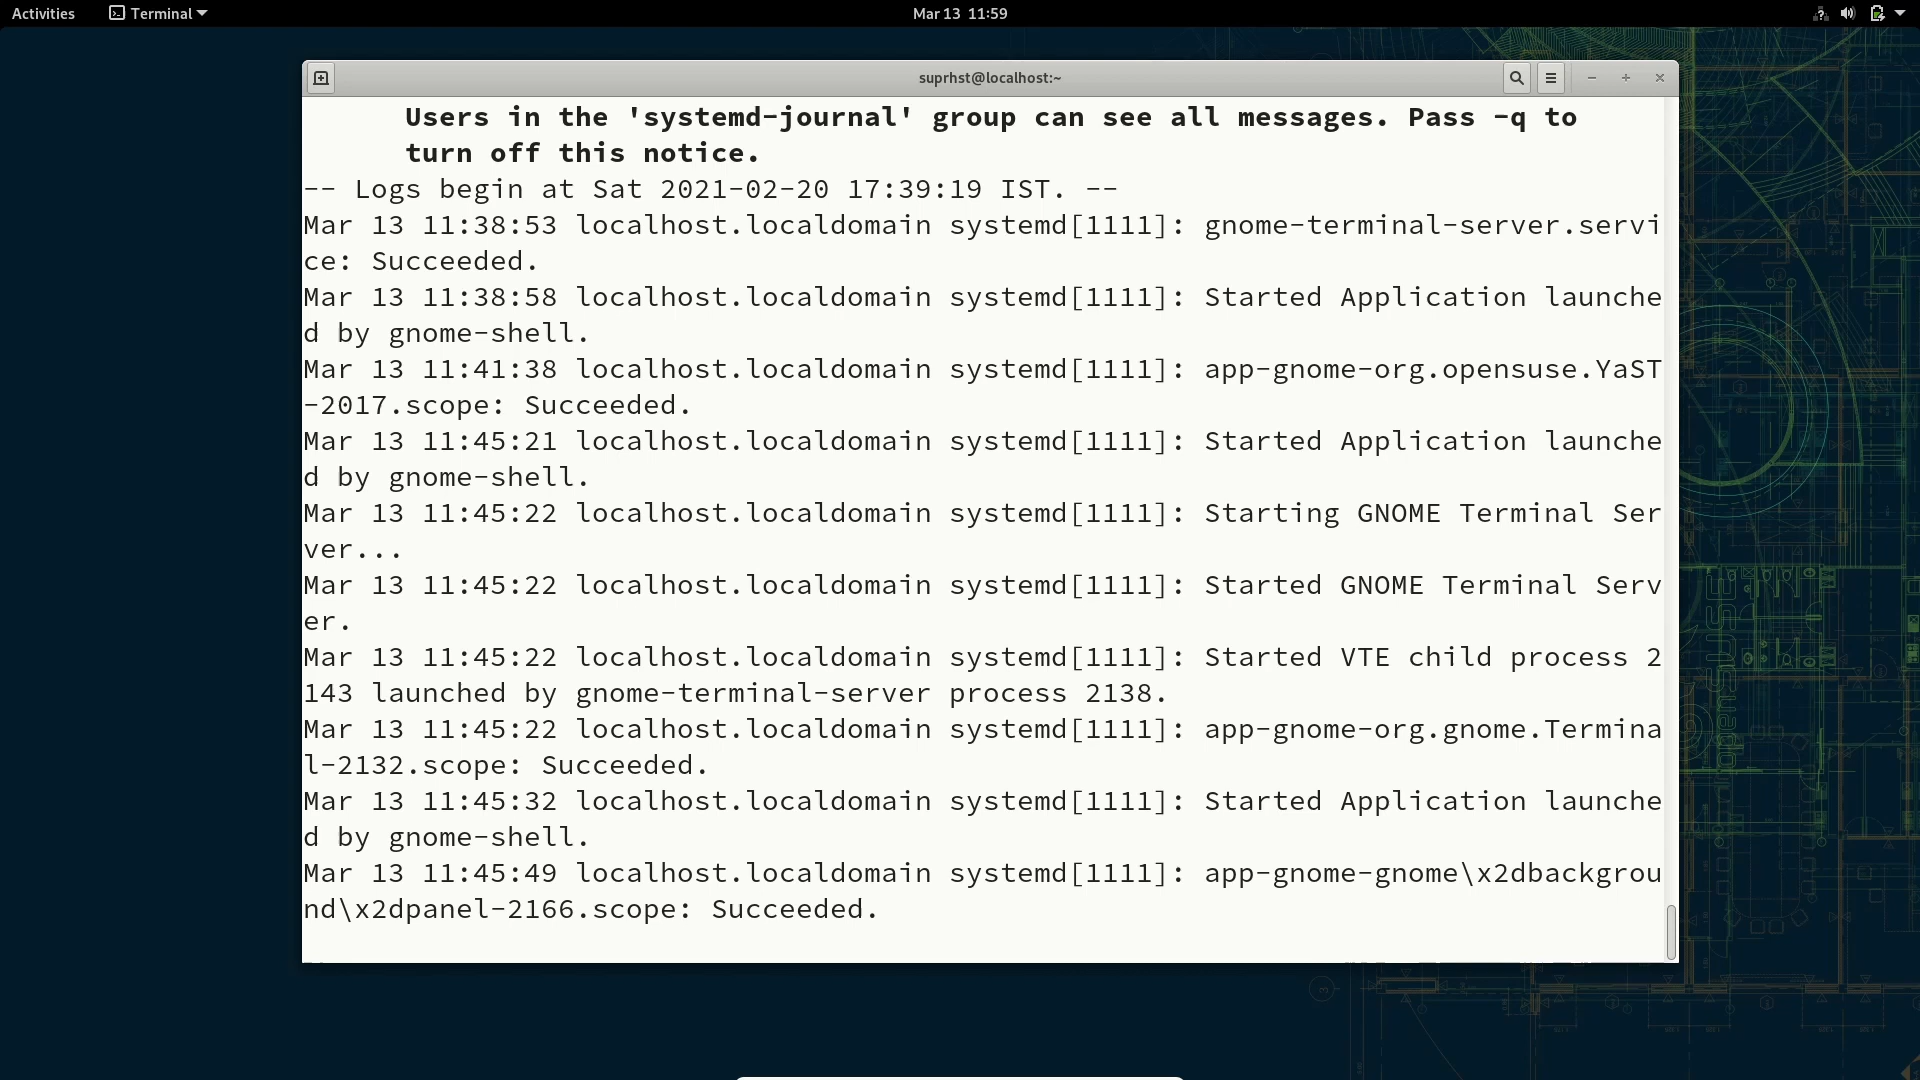 Activities
Terminal
Mar 13 11:59
suprhst@localhost:~
Users in the 'systemd-journal' group can see all messages. Pass -q to
turn off this notice.
-- Logs begin at Sat 2021-02-20 17:39:19 IST. --
Mar 13 11:38:53 localhost.localdomain systemd[1111]: gnome-terminal-server.servi
ce: Succeeded.
Mar 13 11:38:58 localhost.localdomain systemd[1111]: Started Application launche
d by gnome-shell.
Mar 13 11:41:38 localhost.localdomain systemd[1111]: app-gnome-org.opensuse.YaST
-2017.scope: Succeeded.
Mar 13 11:45:21 localhost.localdomain systemd[1111]: Started Application launche
d by gnome-shell.
Mar 13 11:45:22 localhost.localdomain systemd[1111]: Starting GNOME Terminal Ser
ver...
Mar 13 11:45:22 localhost.localdomain systemd[1111]: Started GNOME Terminal Serv
er.
Mar 13 11:45:22 localhost.localdomain systemd[1111]: Started VTE child process 2
143 launched by gnome-terminal-server process 2138.
Mar 13 11:45:22 localhost.localdomain systemd[1111]: app-gnome-org.gnome.Termina
l-2132.scope: Succeeded.
Mar 13 11:45:32 localhost.localdomain systemd[1111]: Started Application launche
d by gnome-shell.
Mar 13 11:45:49 localhost.localdomain systemd[1111]: app-gnome-gnome\x2dbackgrou
nd\x2dpanel-2166.scope: Succeeded.
openSUSE